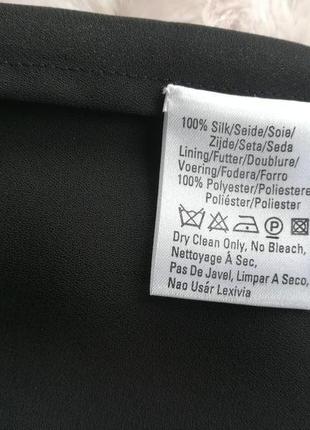 100% Silk/Seide/Soie/
Zijde/Seta/Seda
Lining/Futter/Doublure/
Voering/Fodera/Forro
100% Polyester/Poliestere
Poliéster/Poliester
P
Dry Clean Only, No Bleach,
Nettoyage À Sec,
Pas De Javel, Limpar A Seco,
Nao Usár Lexivia